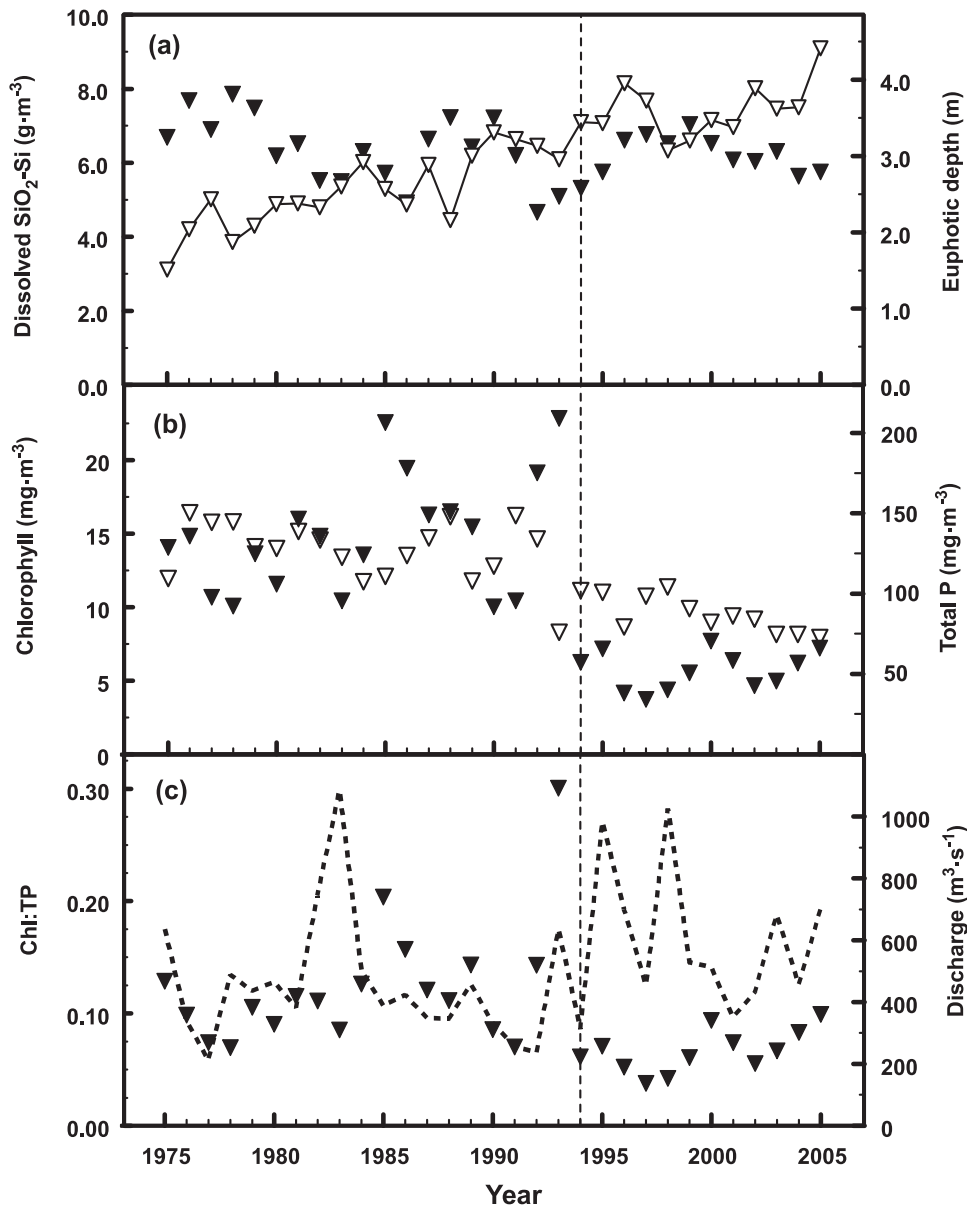 (a)
Dissolved SiO₂-Si (g·m⁻³)
10.0
8.0
6.0
4.0
2.0
0.0
Euphotic depth (m)
4.0
3.0
2.0
1.0
0.0
(b)
Chlorophyll (mg·m⁻³)
20
15
10
5
0
Total P (mg·m⁻³)
200
150
100
50
(c)
Chl:TP
0.30
0.20
0.10
0.00
Discharge (m³·s⁻¹)
1000
800
600
400
200
0
1975 1980 1985 1990 1995 2000 2005
Year